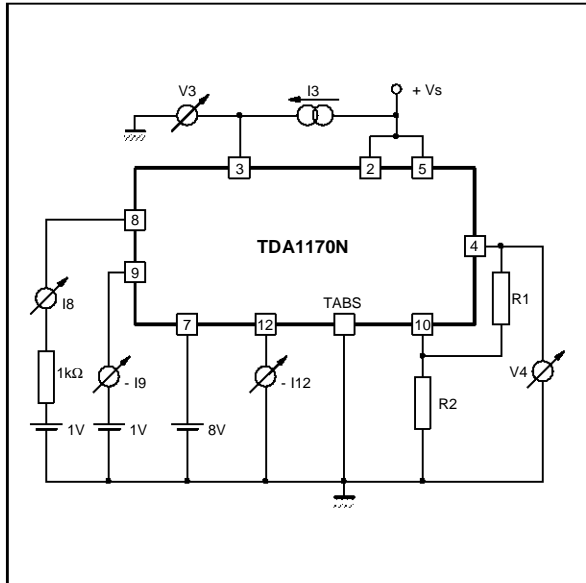 V3
I3
+ Vs
3
2
5
8
TDA1170N
4
9
I8
TABS
R1
7
12
10
1kΩ
- I9
- I12
V4
R2
1V
1V
8V